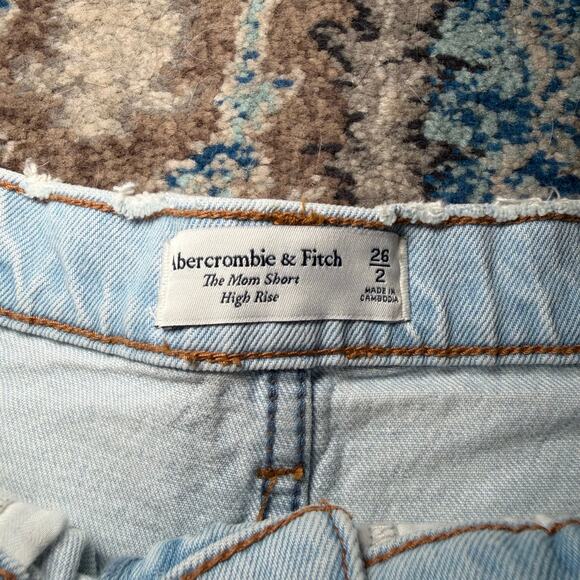 Abercrombie & Fitch
The Mom Short
High Rise
26
2
MADE IN
CAMBODIA